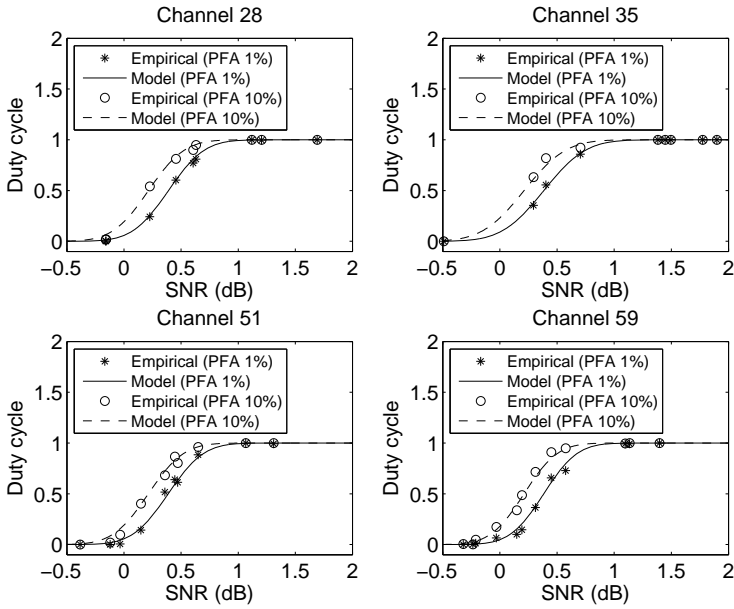 Channel 28
2
1.5
1
0.5
0
Duty cycle
Empirical (PFA 1%)
Model (PFA 1%)
Empirical (PFA 10%)
Model (PFA 10%)
−0.5 0 0.5 1 1.5 2
SNR (dB)
Channel 35
2
1.5
1
0.5
0
Duty cycle
Empirical (PFA 1%)
Model (PFA 1%)
Empirical (PFA 10%)
Model (PFA 10%)
−0.5 0 0.5 1 1.5 2
SNR (dB)
Channel 51
2
1.5
1
0.5
0
Duty cycle
Empirical (PFA 1%)
Model (PFA 1%)
Empirical (PFA 10%)
Model (PFA 10%)
−0.5 0 0.5 1 1.5 2
SNR (dB)
Channel 59
2
1.5
1
0.5
0
Duty cycle
Empirical (PFA 1%)
Model (PFA 1%)
Empirical (PFA 10%)
Model (PFA 10%)
−0.5 0 0.5 1 1.5 2
SNR (dB)